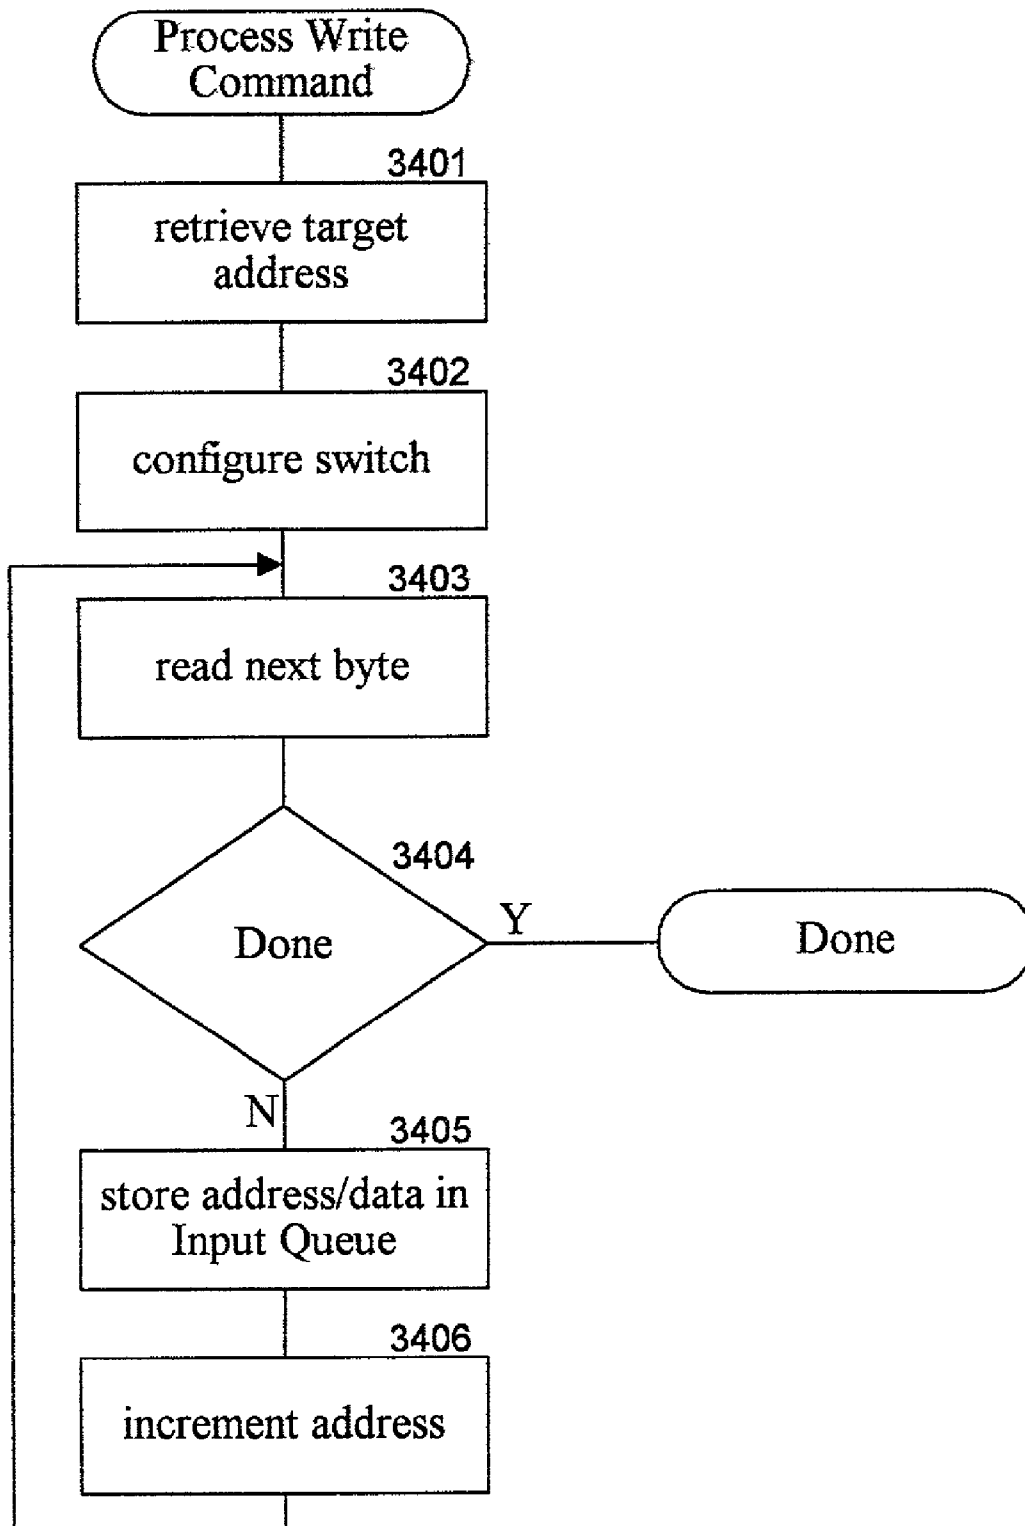 Process Write
Command
3401
retrieve target
address
3402
configure switch
3403
read next byte
3404
Done
Y
Done
N
3405
store address/data in
Input Queue
3406
increment address